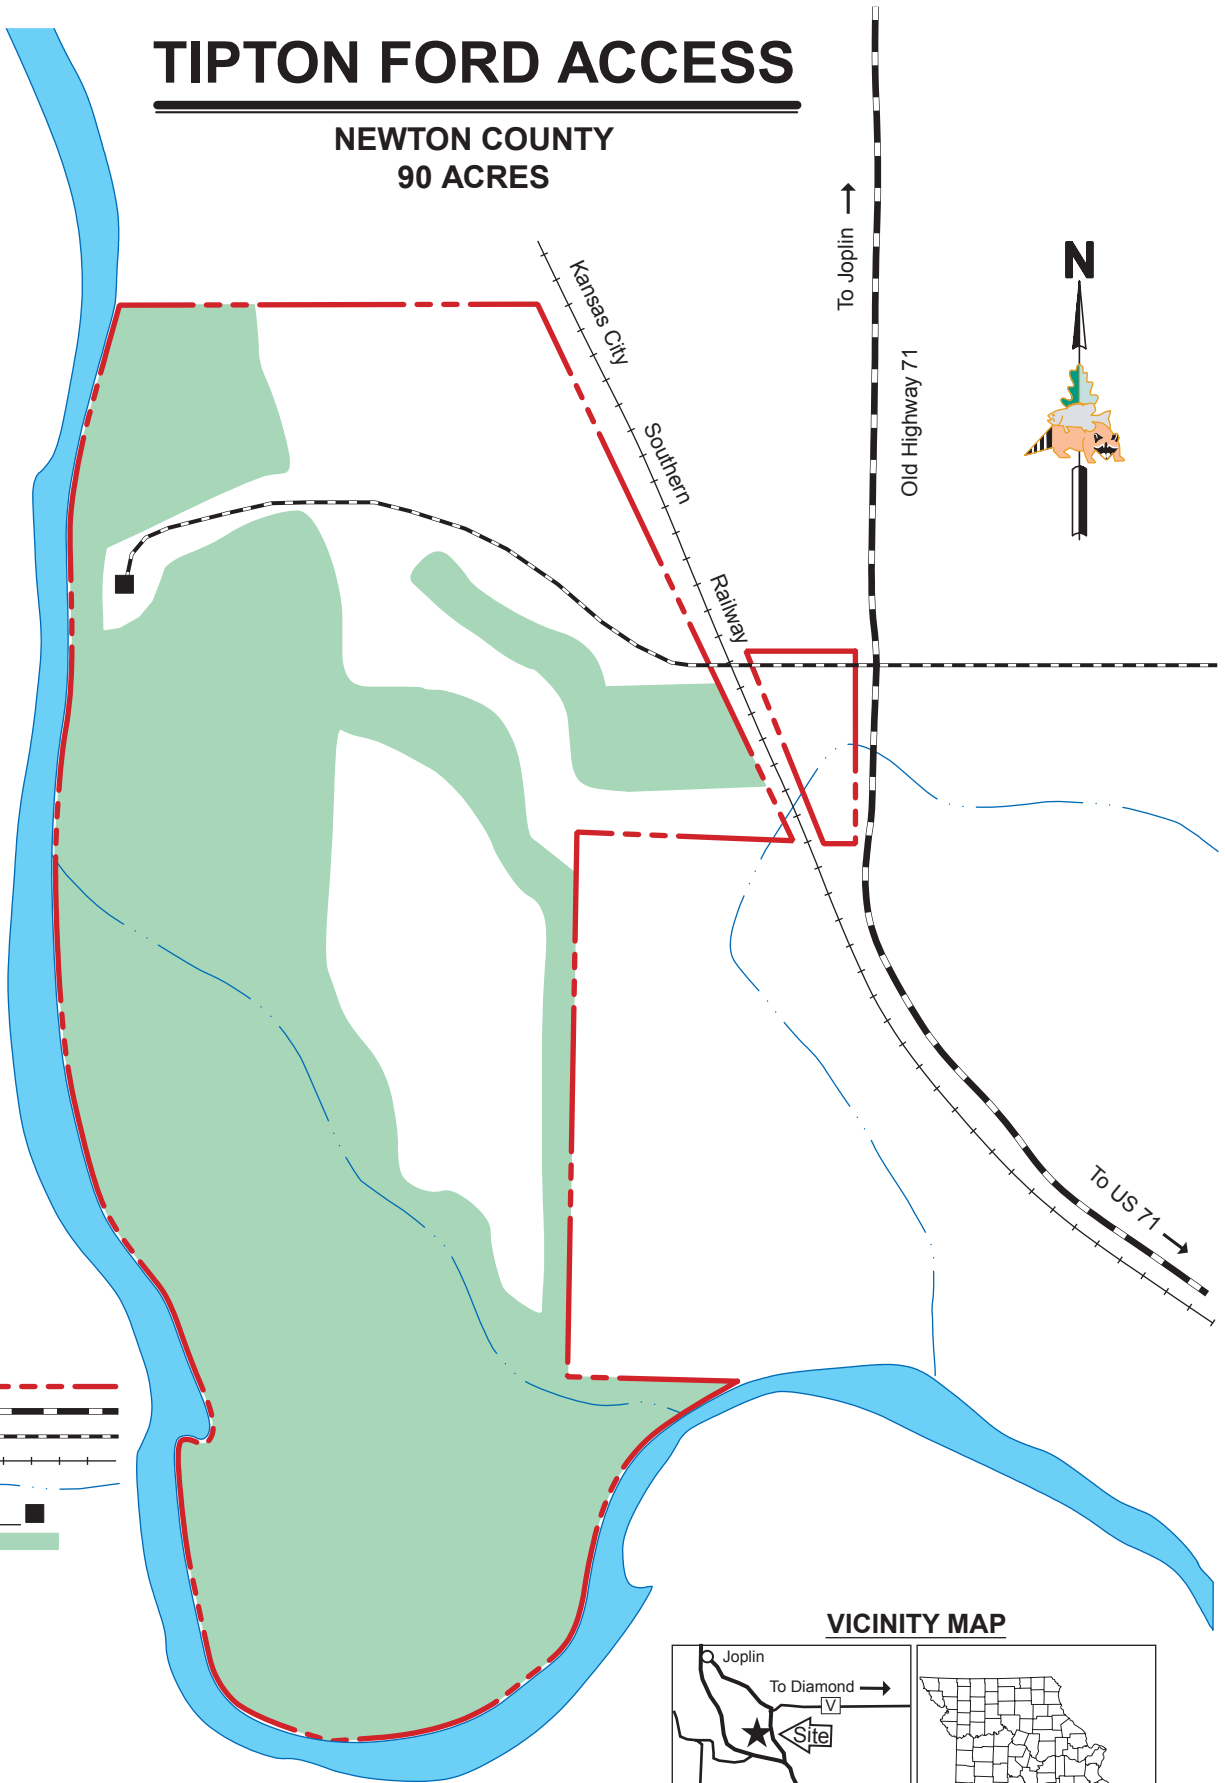 TIPTON FORD ACCESS
NEWTON COUNTY
90 ACRES
To Joplin
N
Kansas City
Southern
Railway
Old Highway 71
To US 71
VICINITY MAP
Joplin
To Diamond
V
Site